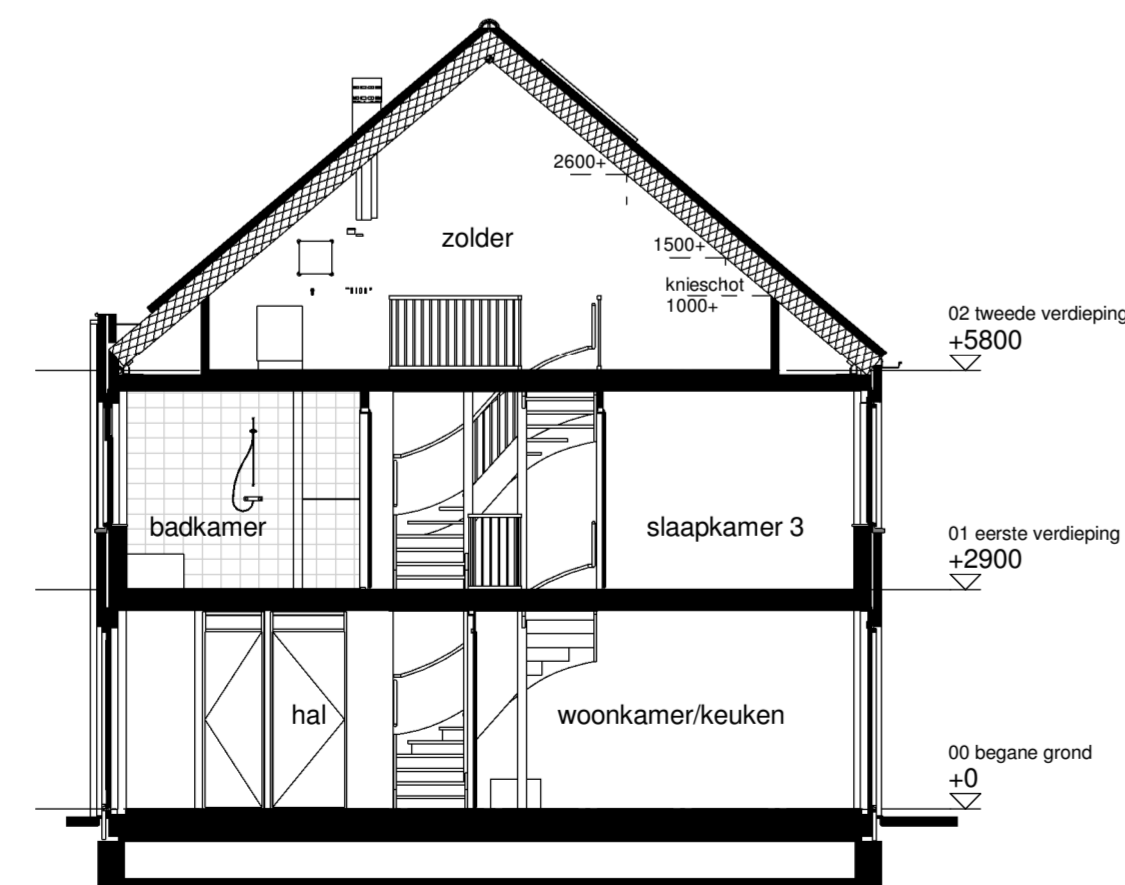 2600+
zolder
1500+
knieschot
1000+
02 tweede verdieping
+5800
badkamer
slaapkamer 3
01 eerste verdieping
+2900
hal
woonkamer/keuken
00 begane grond
+0